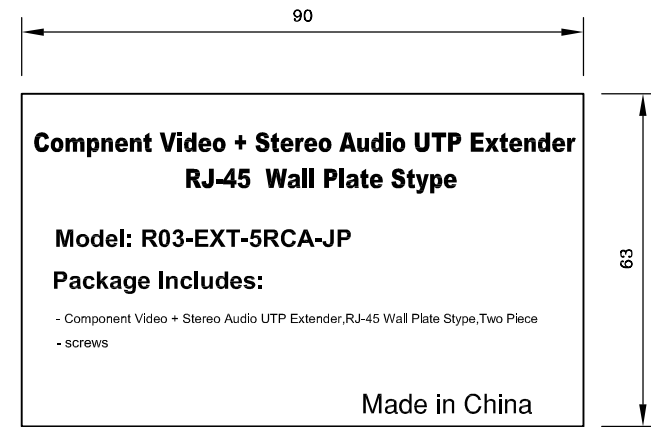 90
Compnent Video + Stereo Audio UTP Extender
RJ-45 Wall Plate Stype
Model: R03-EXT-5RCA-JP
Package Includes:
- Component Video + Stereo Audio UTP Extender,RJ-45 Wall Plate Stype,Two Piece
- screws
Made in China
63